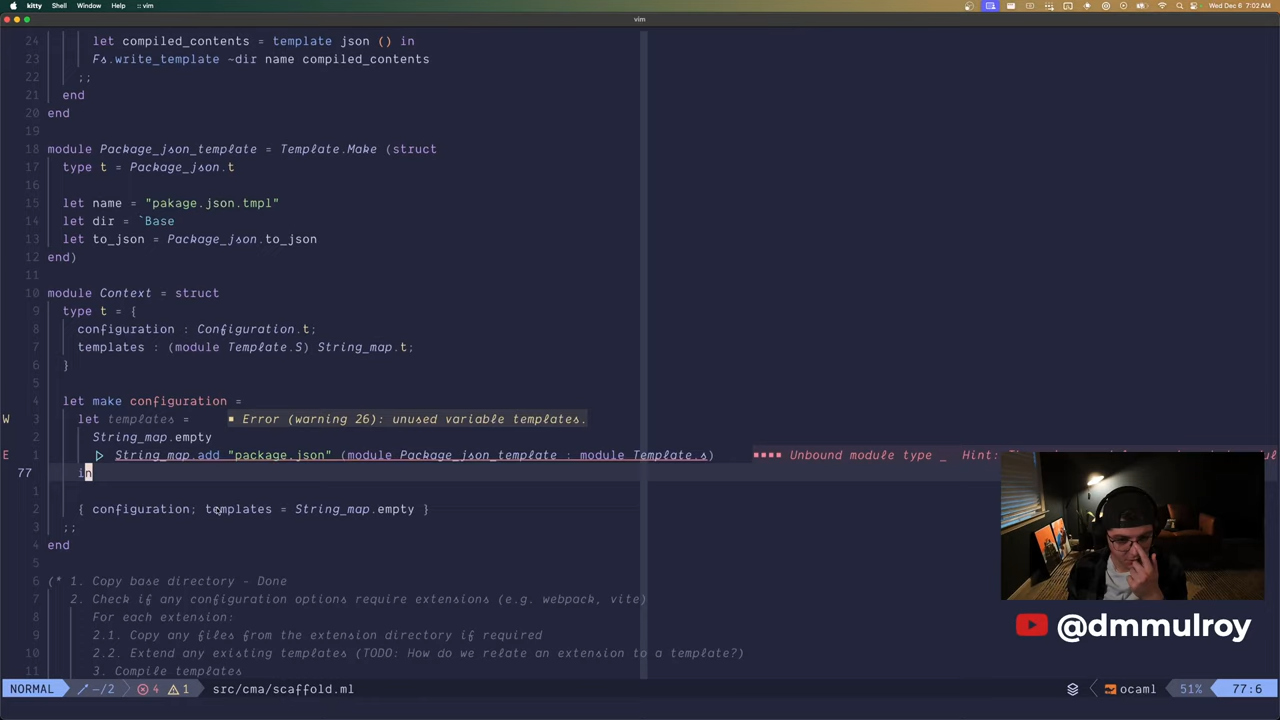 kitty Shell Window Help :: vim Wed Dec 6 7:02 AM
vim
24 let compiled_contents = template json () in
23 Fs.write_template ~dir name compiled_contents
22 ;;
21 end
20 end
19
18 module Package_json_template = Template.Make (struct
17 type t = Package_json.t
16
15 let name = "pakage.json.tmpl"
14 let dir = `Base
13 let to_json = Package_json.to_json
12 end)
11
10 module Context = struct
9 type t = {
8 configuration : Configuration.t;
7 templates : (module Template.S) String_map.t;
6 }
5
4 let make configuration =
W 3 let templates = ▪ Error (warning 26): unused variable templates.
2 String_map.empty
E 1 ▷ String_map.add "package.json" (module Package_json_template : module Template.s) ▪▪▪▪ Unbound module type _ Hint:
77 in
1
2 { configuration; templates = String_map.empty }
3 ;;
4 end
5
6 (* 1. Copy base directory - Done
7 2. Check if any configuration options require extensions (e.g. webpack, vite)
8 For each extension:
9 2.1. Copy any files from the extension directory if required
10 2.2. Extend any existing templates (TODO: How do we relate an extension to a template?)
11 3. Compile templates
@dmmulroy
NORMAL ~/2 4 1 src/cma/scaffold.ml ocaml 51% 77:6